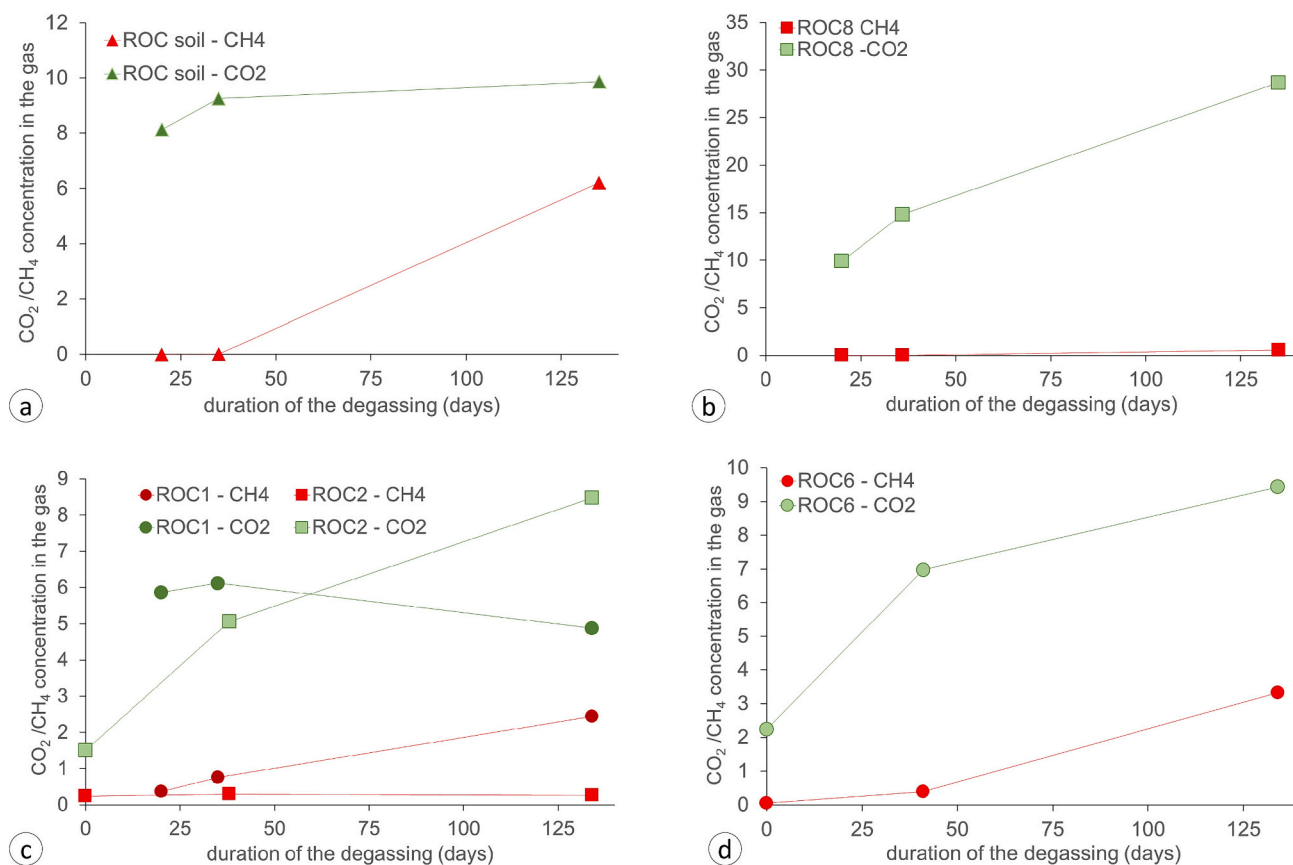 ROC soil - CH4
ROC soil - CO2
CO2 /CH4 concentration in the gas
12
10
8
6
4
2
0
0 25 50 75 100 125
duration of the degassing (days)
a
ROC8 CH4
ROC8 -CO2
CO2 /CH4 concentration in the gas
35
30
25
20
15
10
5
0
0 25 50 75 100 125
duration of the degassing (days)
b
ROC1 - CH4 ROC2 - CH4
ROC1 - CO2 ROC2 - CO2
CO2 /CH4 concentration in the gas
9
8
7
6
5
4
3
2
1
0
0 25 50 75 100 125
duration of the degassing (days)
c
ROC6 - CH4
ROC6 - CO2
CO2 /CH4 concentration in the gas
10
9
8
7
6
5
4
3
2
1
0
0 25 50 75 100 125
duration of the degassing (days)
d